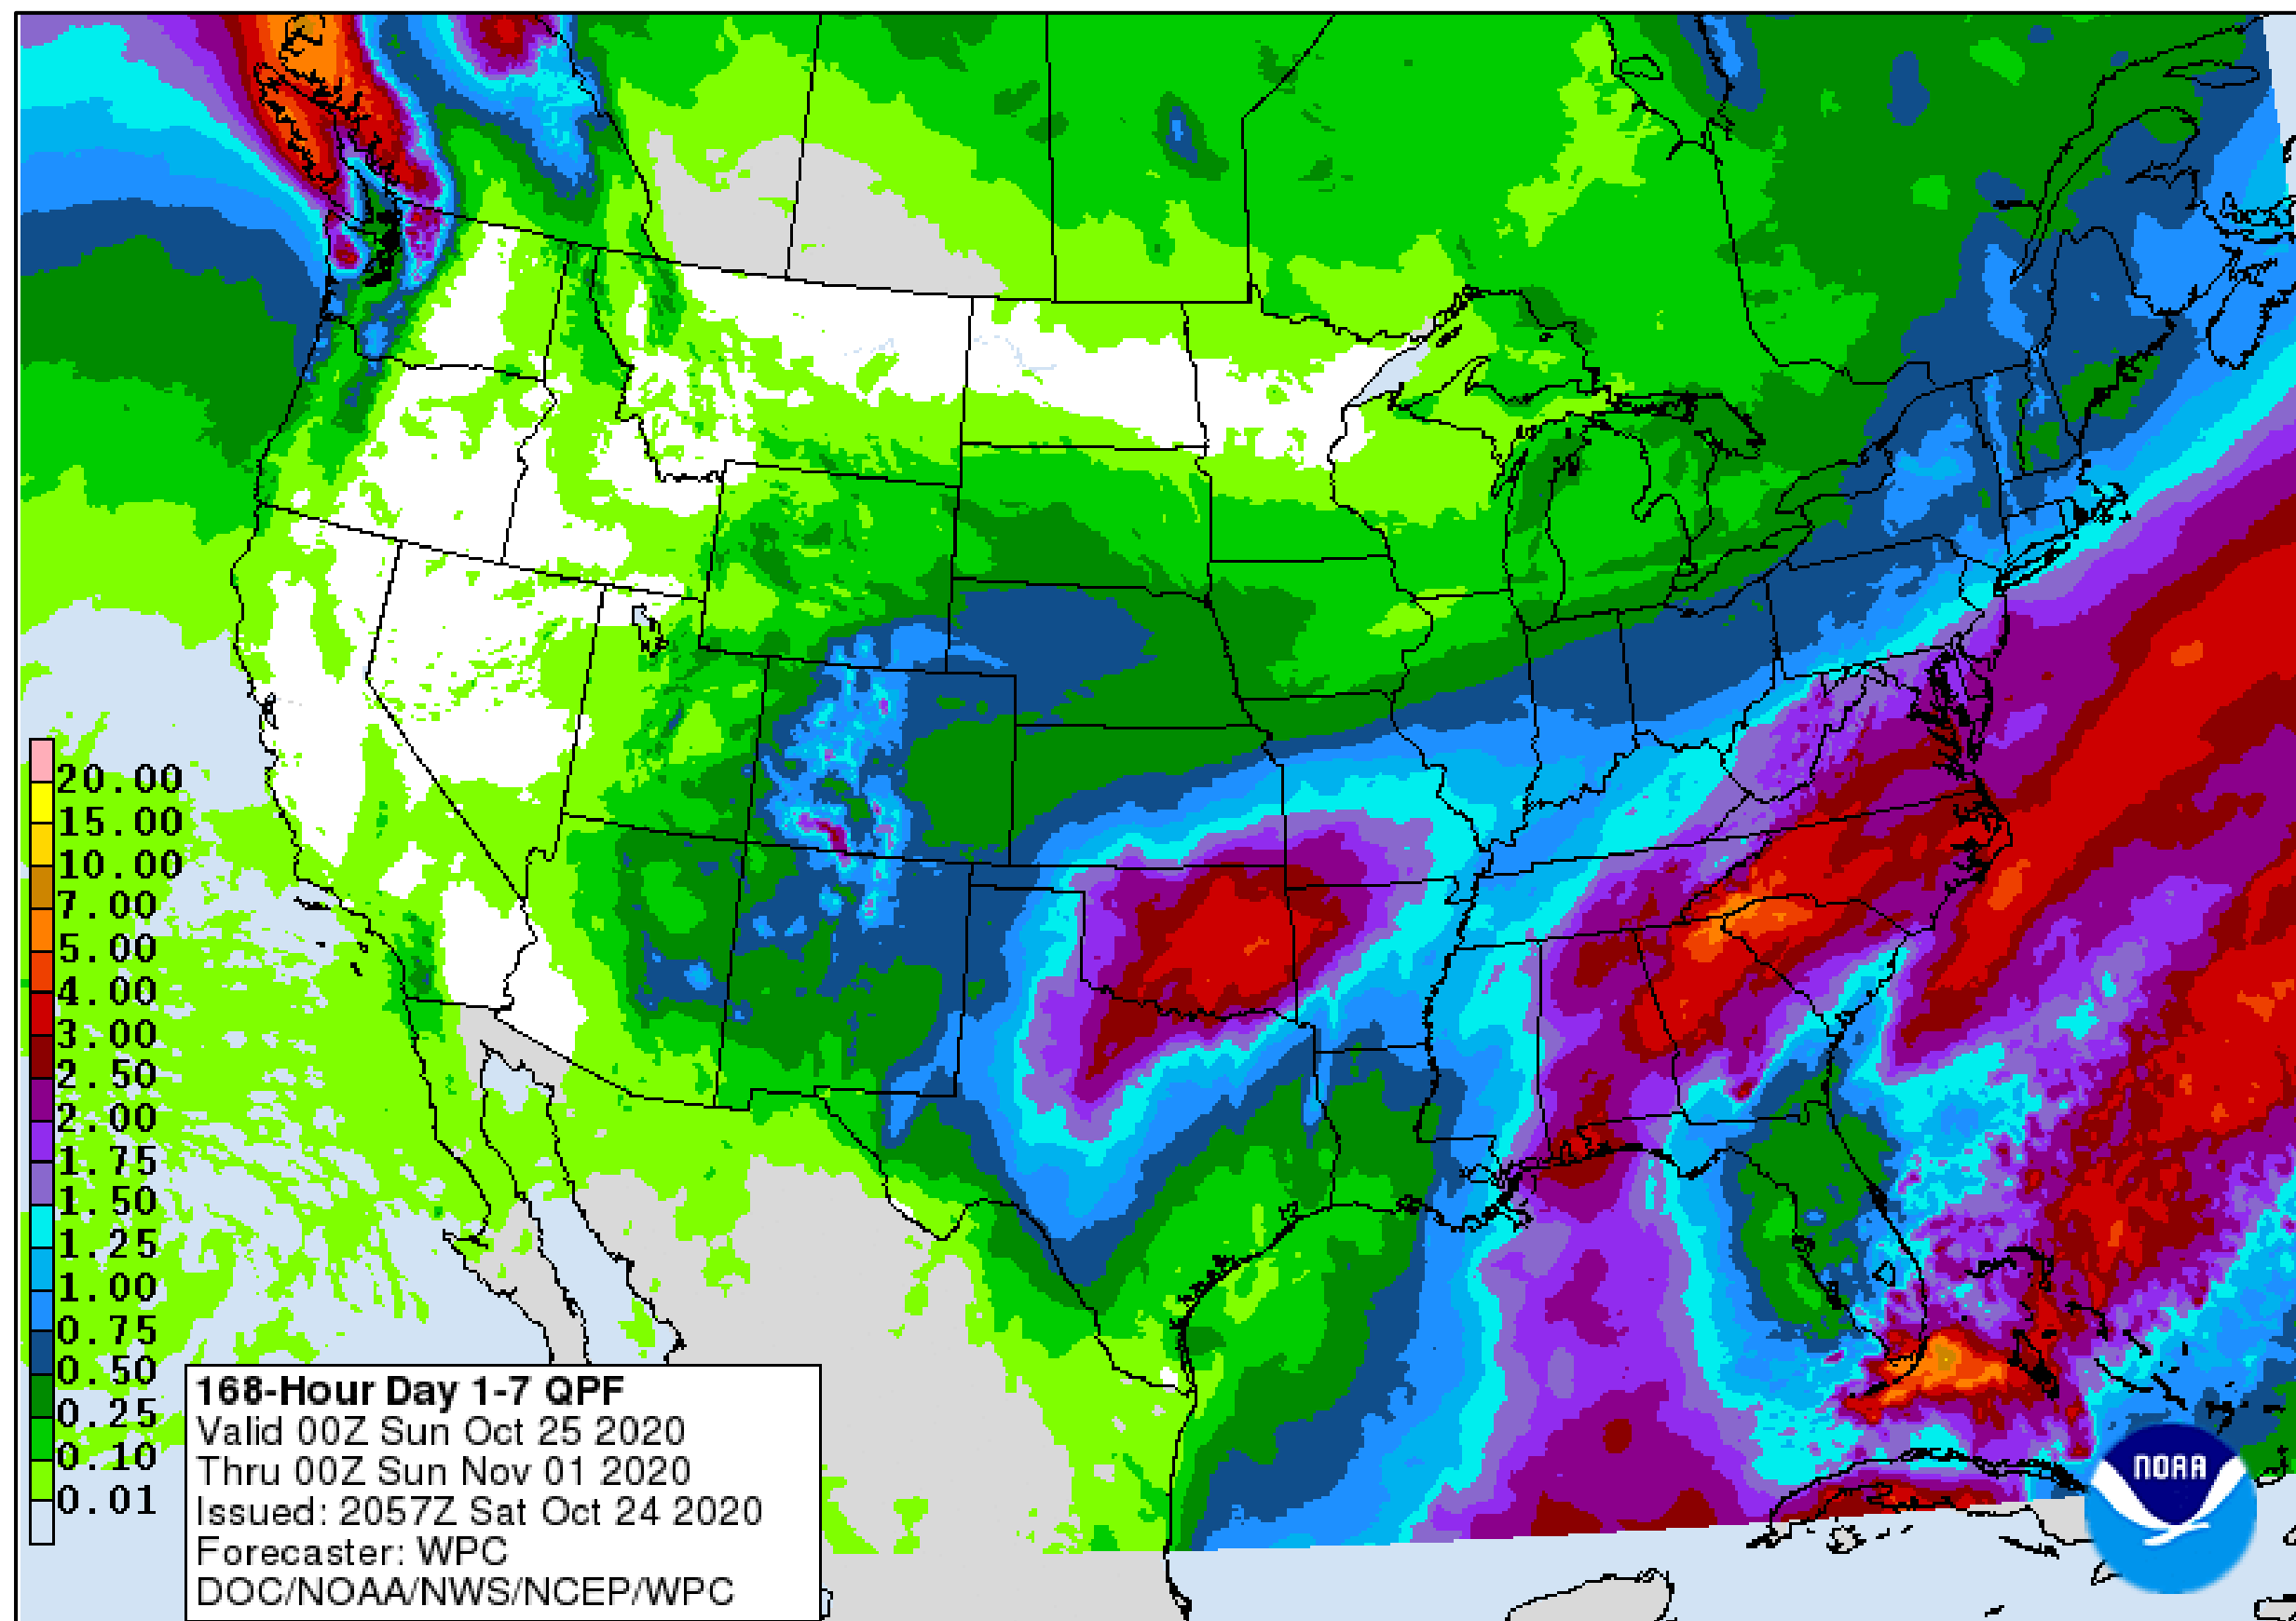 20.00
15.00
10.00
7.00
5.00
4.00
3.00
2.50
2.00
1.75
1.50
1.25
1.00
0.75
0.50
0.25
0.10
0.01
168-Hour Day 1-7 QPF
Valid 00Z Sun Oct 25 2020
Thru 00Z Sun Nov 01 2020
Issued: 2057Z Sat Oct 24 2020
Forecaster: WPC
DOC/NOAA/NWS/NCEP/WPC
NOAA